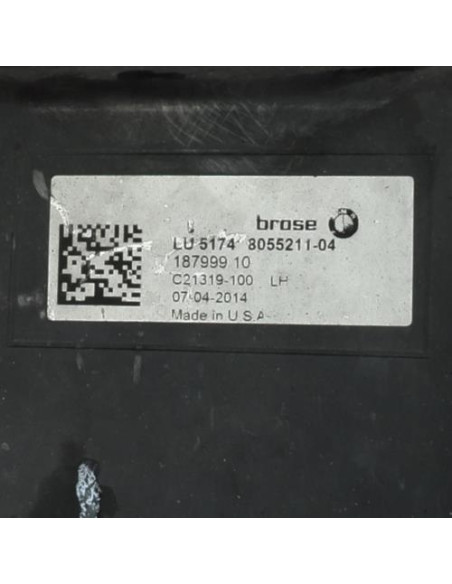 brose
LU 5174 8055211-04
187999 10
C21319-100 LH
07-04-2014
Made in U S A